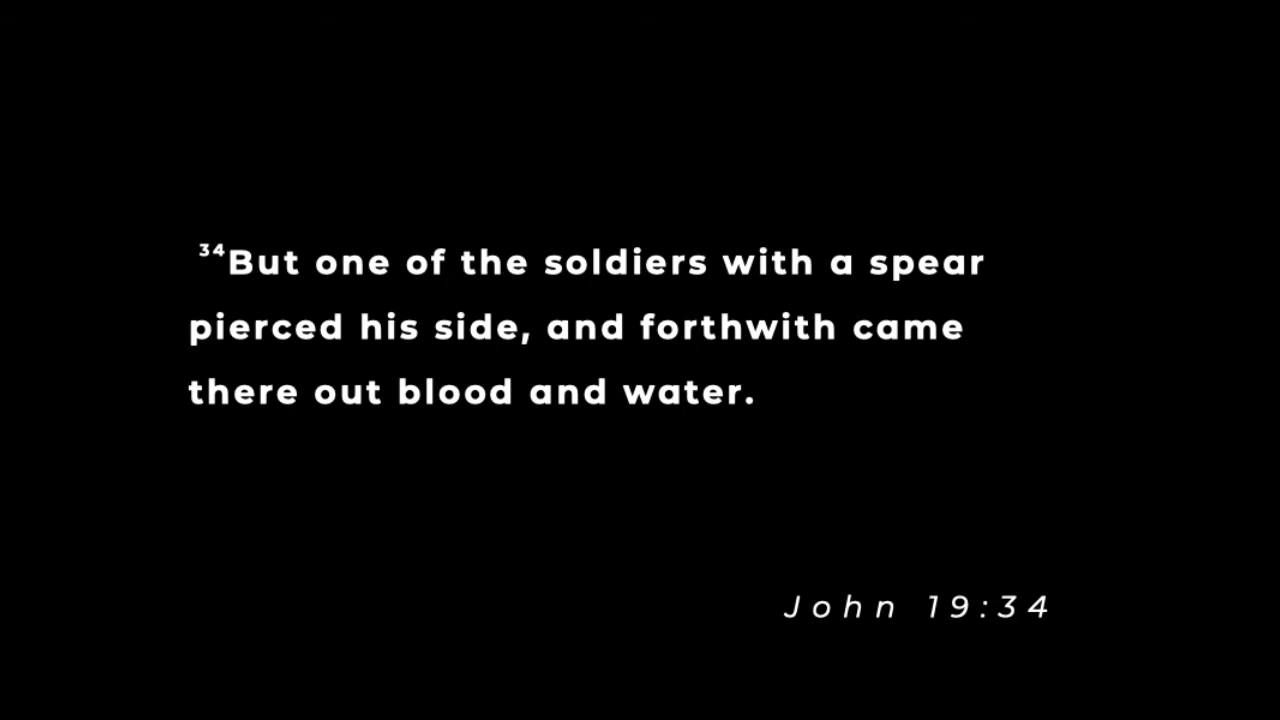 ³⁴But one of the soldiers with a spear
pierced his side, and forthwith came
there out blood and water.
John 19:34